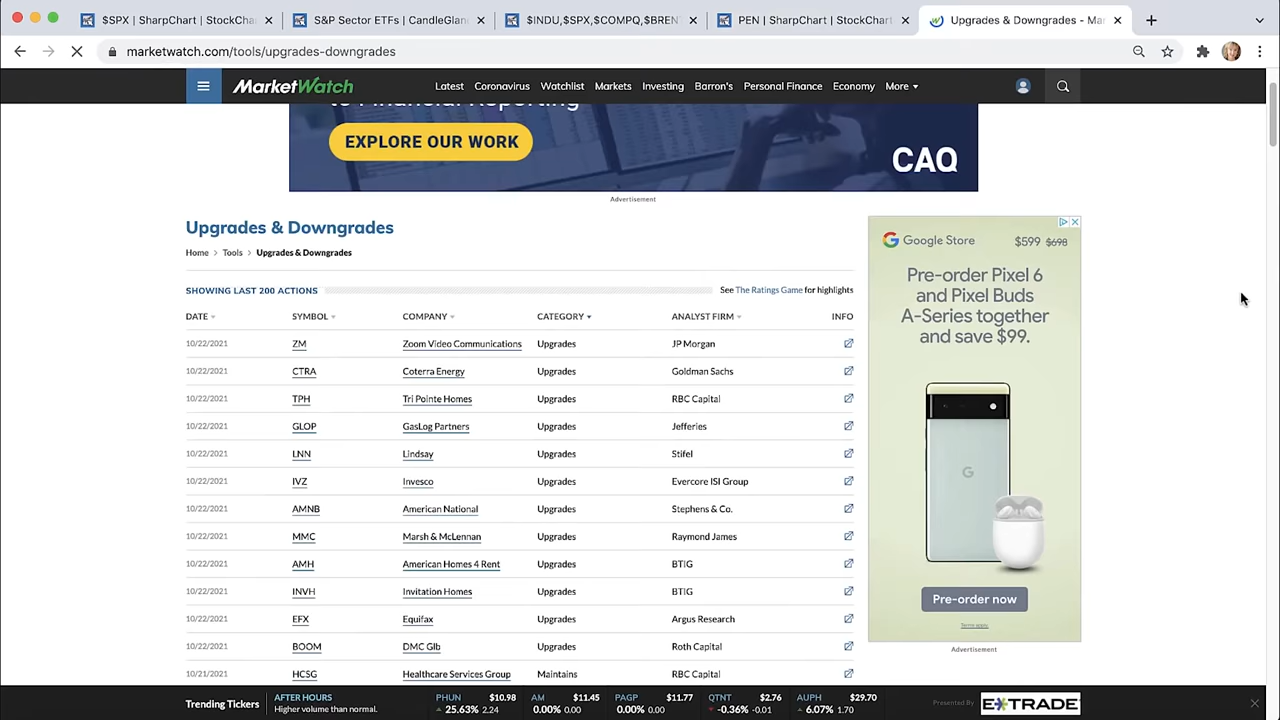 $SPX | SharpChart | StockChar
S&P Sector ETFs | CandleGlan
$INDU,$SPX,$COMPQ,$BREN
PEN | SharpChart | StockChart
Upgrades & Downgrades - Ma
marketwatch.com/tools/upgrades-downgrades
MarketWatch
Latest Coronavirus Watchlist Markets Investing Barron's Personal Finance Economy More
to Financial Reporting
EXPLORE OUR WORK
CAQ
Advertisement
Upgrades & Downgrades
Home > Tools > Upgrades & Downgrades
SHOWING LAST 200 ACTIONS See The Ratings Game for highlights
DATE SYMBOL COMPANY CATEGORY ANALYST FIRM INFO
10/22/2021 ZM Zoom Video Communications Upgrades JP Morgan
10/22/2021 CTRA Coterra Energy Upgrades Goldman Sachs
10/22/2021 TPH Tri Pointe Homes Upgrades RBC Capital
10/22/2021 GLOP GasLog Partners Upgrades Jefferies
10/22/2021 LNN Lindsay Upgrades Stifel
10/22/2021 IVZ Invesco Upgrades Evercore ISI Group
10/22/2021 AMNB American National Upgrades Stephens & Co.
10/22/2021 MMC Marsh & McLennan Upgrades Raymond James
10/22/2021 AMH American Homes 4 Rent Upgrades BTIG
10/22/2021 INVH Invitation Homes Upgrades BTIG
10/22/2021 EFX Equifax Upgrades Argus Research
10/22/2021 BOOM DMC Glb Upgrades Roth Capital
10/21/2021 HCSG Healthcare Services Group Maintains RBC Capital
Google Store $599 $698
Pre-order Pixel 6
and Pixel Buds
A-Series together
and save $99.
Pre-order now
Terms apply.
Advertisement
Trending Tickers
AFTER HOURS
Higher volume than ave
PHUN $10.98
25.63% 2.24
AM $11.45
0.00% 0.00
PAGP $11.77
0.00% 0.00
QTNT $2.76
-0.36% -0.01
AUPH $29.70
6.07% 1.70
Presented By E*TRADE